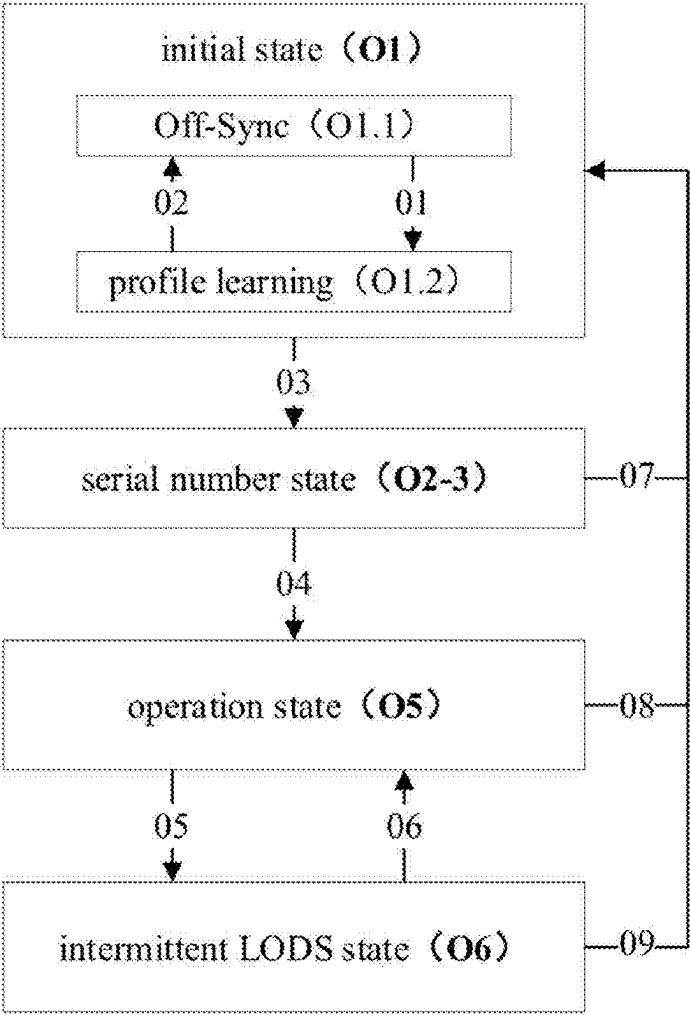 initial state（O1）
Off-Sync（O1.1）
02
01
profile learning（O1.2）
03
serial number state（O2-3）
07
04
operation state（O5）
08
05
06
intermittent LODS state（O6）
09